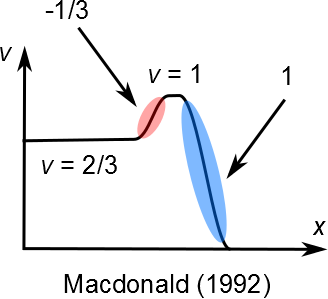 -1/3
v
v = 1
1
v = 2/3
x
Macdonald (1992)